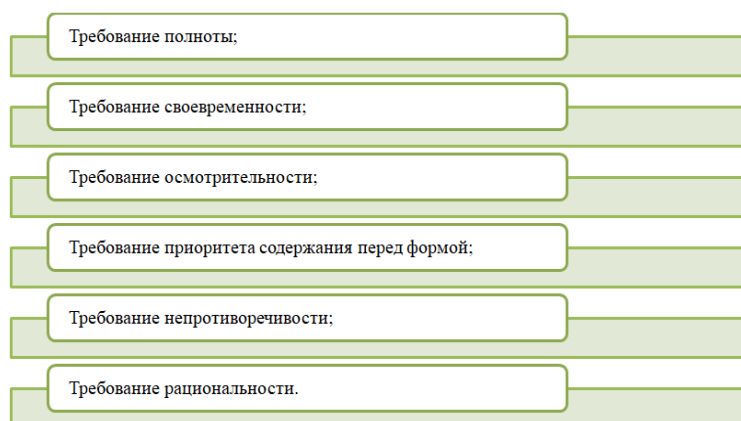 Требование полноты;
Требование своевременности;
Требование осмотрительности;
Требование приоритета содержания перед формой;
Требование непротиворечивости;
Требование рациональности.